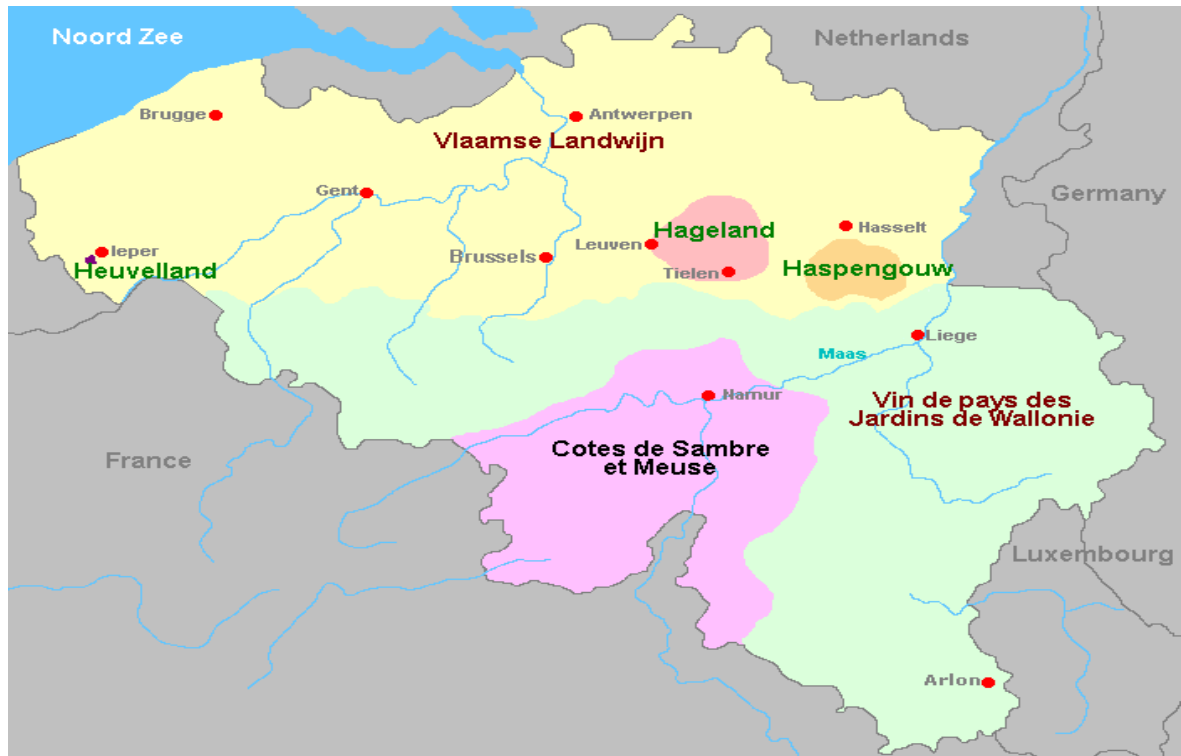 Noord Zee
Netherlands
Brugge
Antwerpen
Vlaamse Landwijn
Gent
Germany
Hageland
Hasselt
Ieper
Leuven
Brussels
Heuvelland
Tielen
Haspengouw
Liege
Maas
Namur
Vin de pays des
Jardins de Wallonie
Cotes de Sambre
et Meuse
France
Luxembourg
Arlon